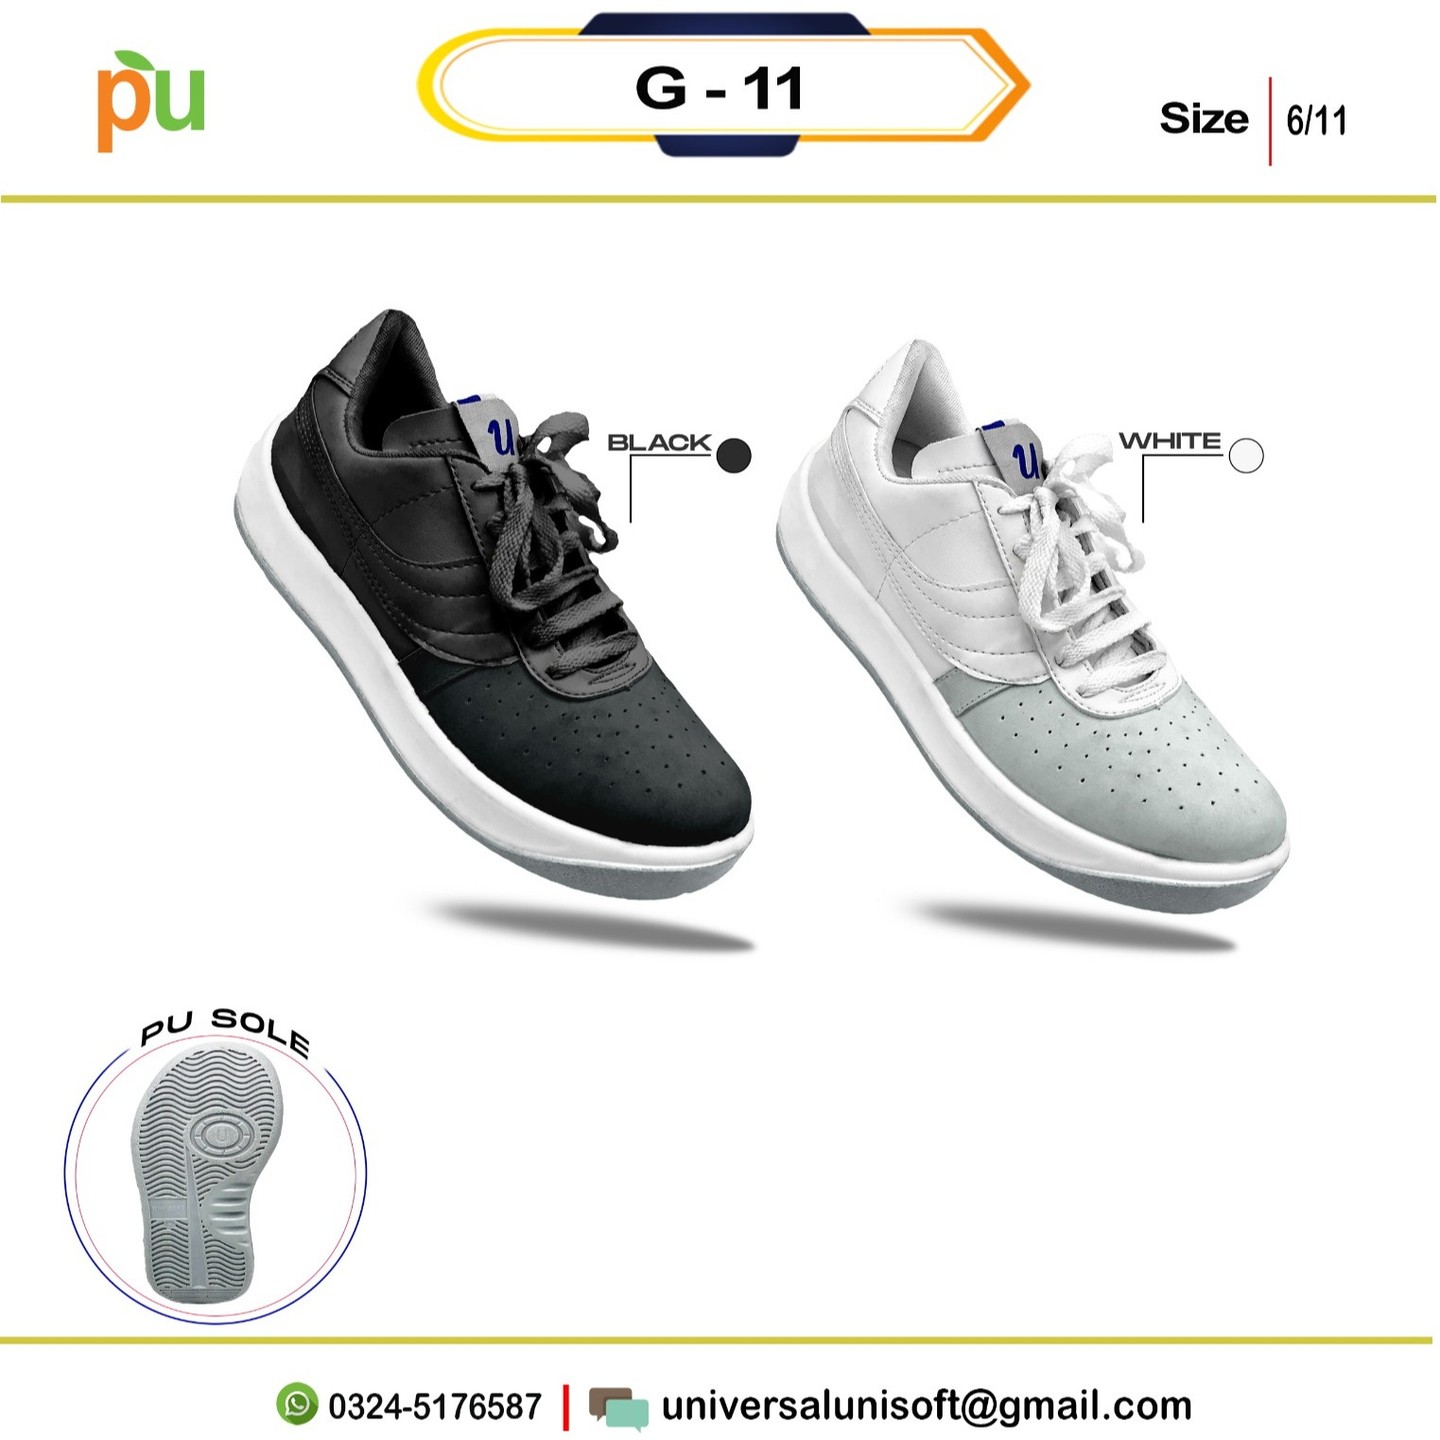 pu
G - 11
Size 6/11
u
BLACK
u
WHITE
PU SOLE
U
0324-5176587
universalunisoft@gmail.com